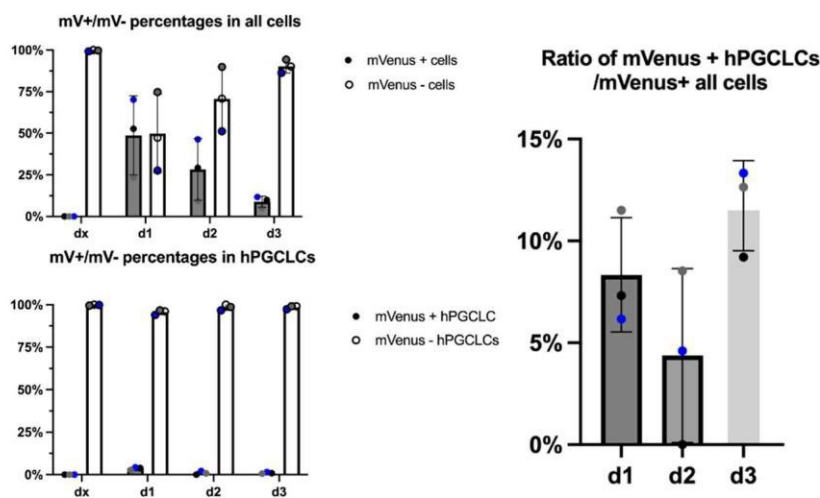 mV+/mV- percentages in all cells
100%
75%
50%
25%
0%
dx d1 d2 d3
mVenus + cells
mVenus - cells
mV+/mV- percentages in hPGCLCs
100%
75%
50%
25%
0%
dx d1 d2 d3
mVenus + hPGCLC
mVenus - hPGCLCs
Ratio of mVenus + hPGCLCs
/mVenus+ all cells
15%
10%
5%
0%
d1 d2 d3